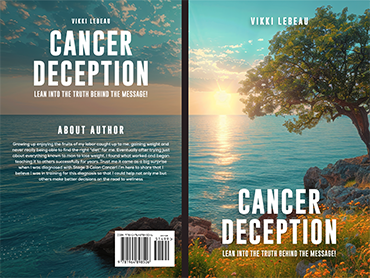 VIKKI LEBEAU
CANCER
DECEPTION
LEAN INTO THE TRUTH BEHIND THE MESSAGE!
ABOUT AUTHOR
Growing up enjoying the fruits of my labor caught up to me: gaining weight and
never really being able to find the right "diet" for me. Eventually after trying just
about everything known to man to lose weight. I found what worked and began
teaching it to others successfully for years. Trust me it came as a big surprise
when I was diagnosed with Stage 3 Colon Cancer! I'm here to share that I
believe I was in training for this diagnosis so that I could help not only me but
others make better decisions on the road to wellness
VIKKI LEBEAU
CANCER
DECEPTION
LEAN INTO THE TRUTH BEHIND THE MESSAGE!